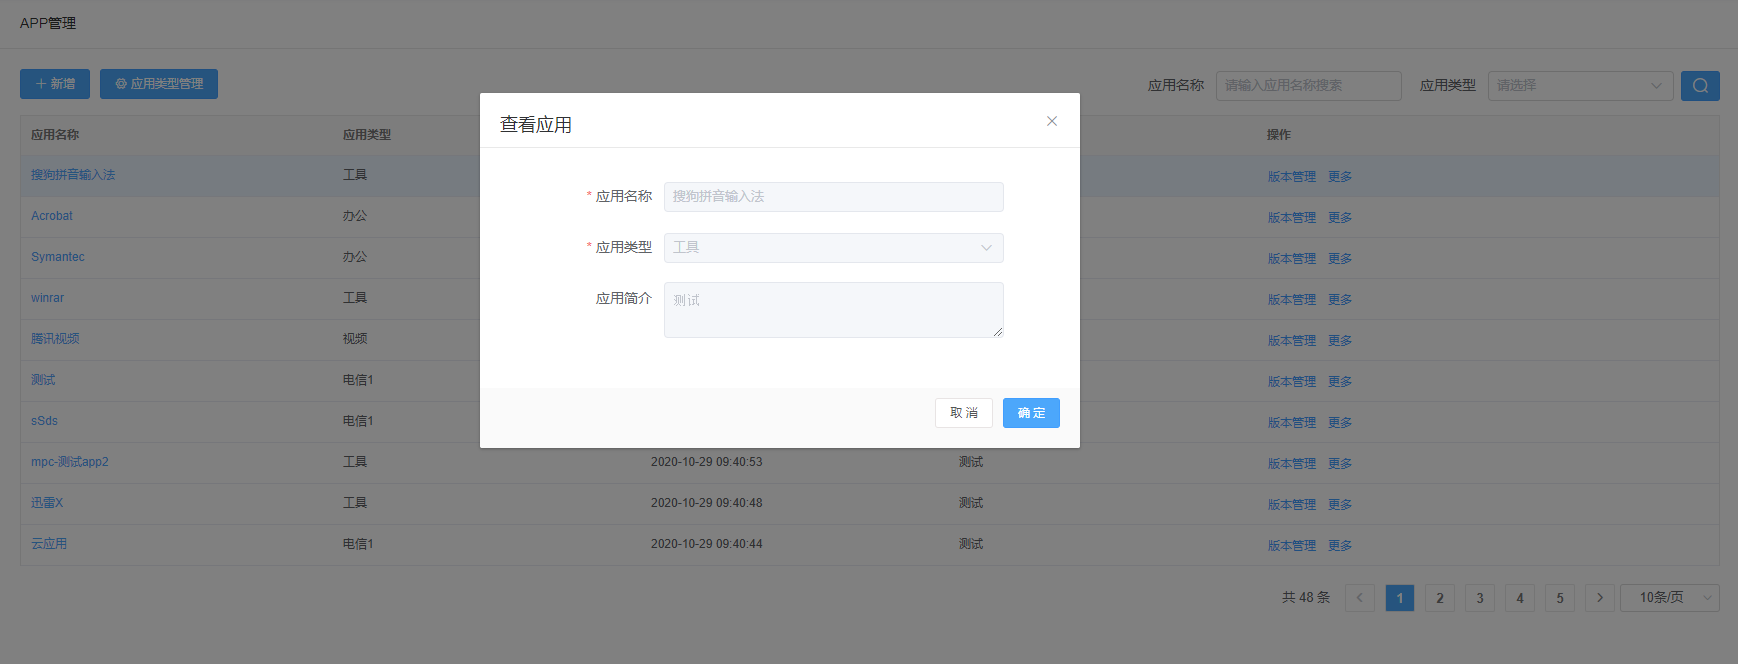 APP管理
新增 应用类型管理 应用名称 请输入应用名称搜索 应用类型 请选择
应用名称 应用类型 操作
搜狗拼音输入法 工具 版本管理 更多
Acrobat 办公 版本管理 更多
Symantec 办公 版本管理 更多
winrar 工具 版本管理 更多
腾讯视频 视频 版本管理 更多
测试 电信1 版本管理 更多
sSds 电信1 版本管理 更多
mpc-测试app2 工具 2020-10-29 09:40:53 测试 版本管理 更多
迅雷X 工具 2020-10-29 09:40:48 测试 版本管理 更多
云应用 电信1 2020-10-29 09:40:44 测试 版本管理 更多
共 48 条 1 2 3 4 5 10条/页
查看应用
* 应用名称 搜狗拼音输入法
* 应用类型 工具
应用简介 测试
取消 确定